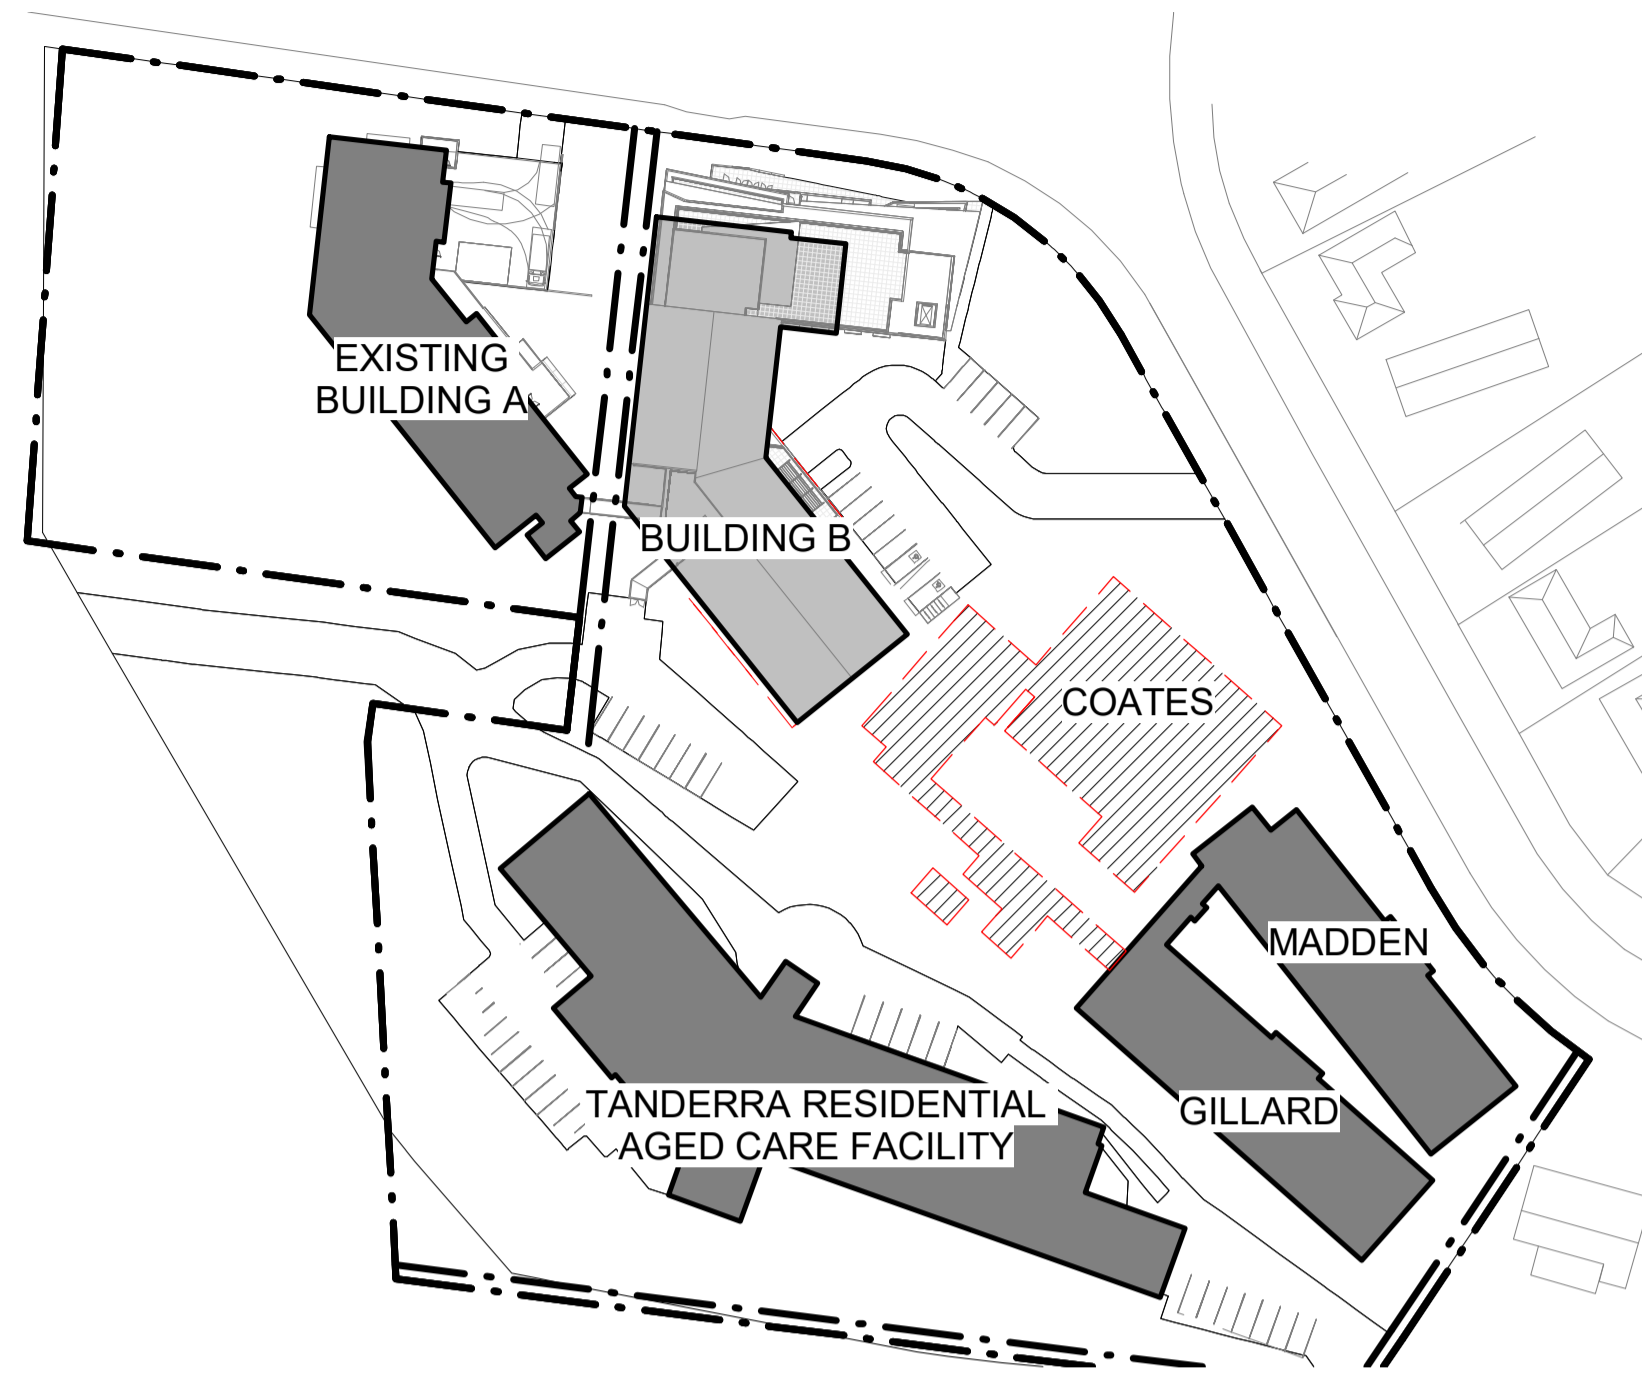 EXISTING
BUILDING A
BUILDING B
COATES
MADDEN
GILLARD
TANDERRA RESIDENTIAL
AGED CARE FACILITY